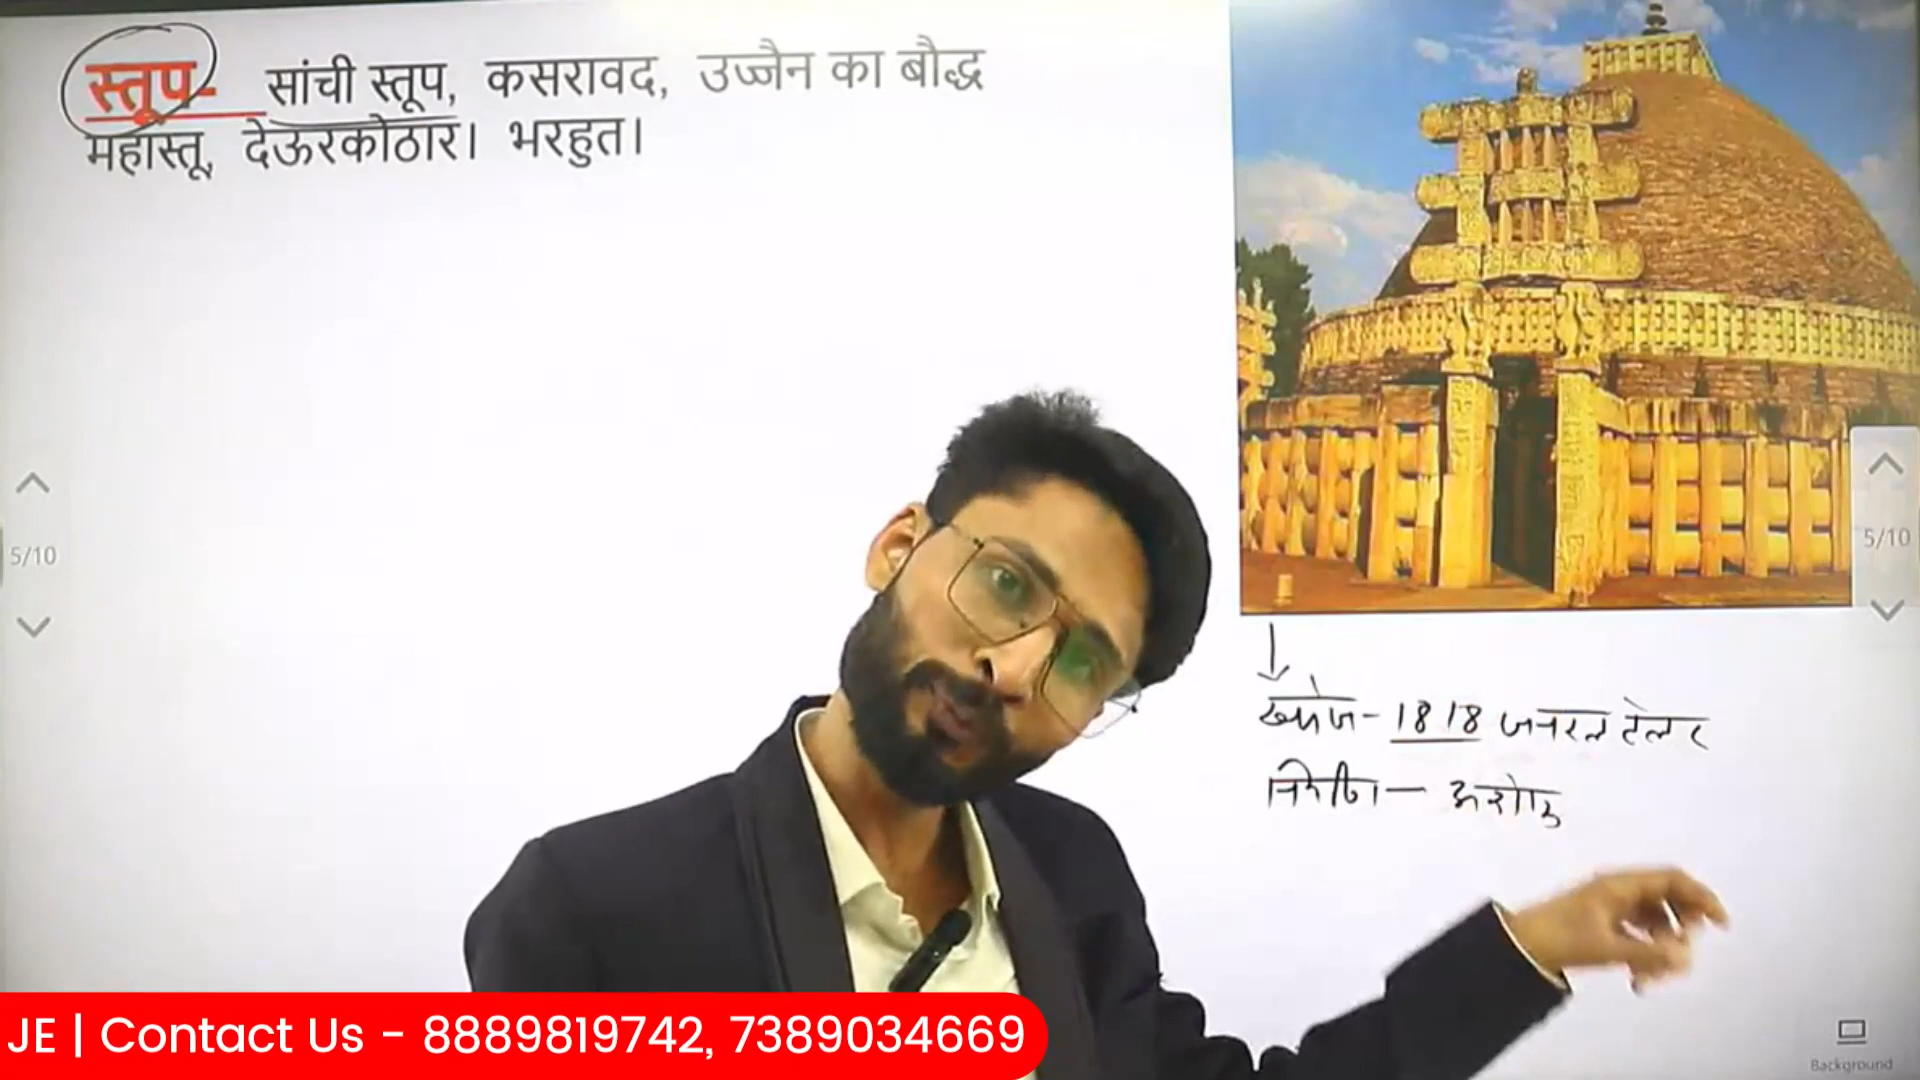 स्तूप- सांची स्तूप, कसरावद, उज्जैन का बौद्ध
महास्तू, देऊरकोठार। भरहुत।
5/10
5/10
खोज - 1818 जनरल टेलर
निर्माण - अशोक
JE | Contact Us - 8889819742, 7389034669
Background